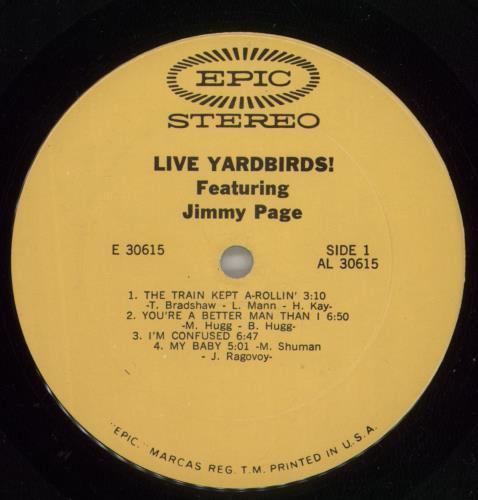 EPIC
STEREO
LIVE YARDBIRDS!
Featuring
Jimmy Page
E 30615
SIDE 1
AL 30615
1. THE TRAIN KEPT A-ROLLIN' 3:10
-T. Bradshaw - L. Mann - H. Kay-
2. YOU'RE A BETTER MAN THAN I 6:50
-M. Hugg - B. Hugg-
3. I'M CONFUSED 6:47
4. MY BABY 5:01 -M. Shuman
- J. Ragovoy-
"EPIC," MARCAS REG. T.M. PRINTED IN U.S.A.